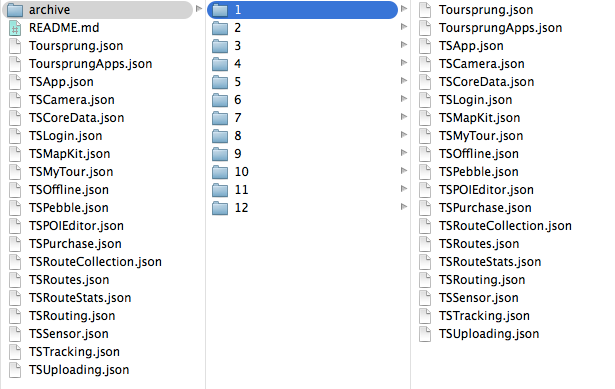 archive
README.md
Toursprung.json
ToursprungApps.json
TSApp.json
TSCamera.json
TSCoreData.json
TSLogin.json
TSMapKit.json
TSMyTour.json
TSOffline.json
TSPebble.json
TSPOIEditor.json
TSPurchase.json
TSRouteCollection.json
TSRoutes.json
TSRouteStats.json
TSRouting.json
TSSensor.json
TSTracking.json
TSUploading.json
1
2
3
4
5
6
7
8
9
10
11
12
Toursprung.json
ToursprungApps.json
TSApp.json
TSCamera.json
TSCoreData.json
TSLogin.json
TSMapKit.json
TSMyTour.json
TSOffline.json
TSPebble.json
TSPOIEditor.json
TSPurchase.json
TSRouteCollection.json
TSRoutes.json
TSRouteStats.json
TSRouting.json
TSSensor.json
TSTracking.json
TSUploading.json